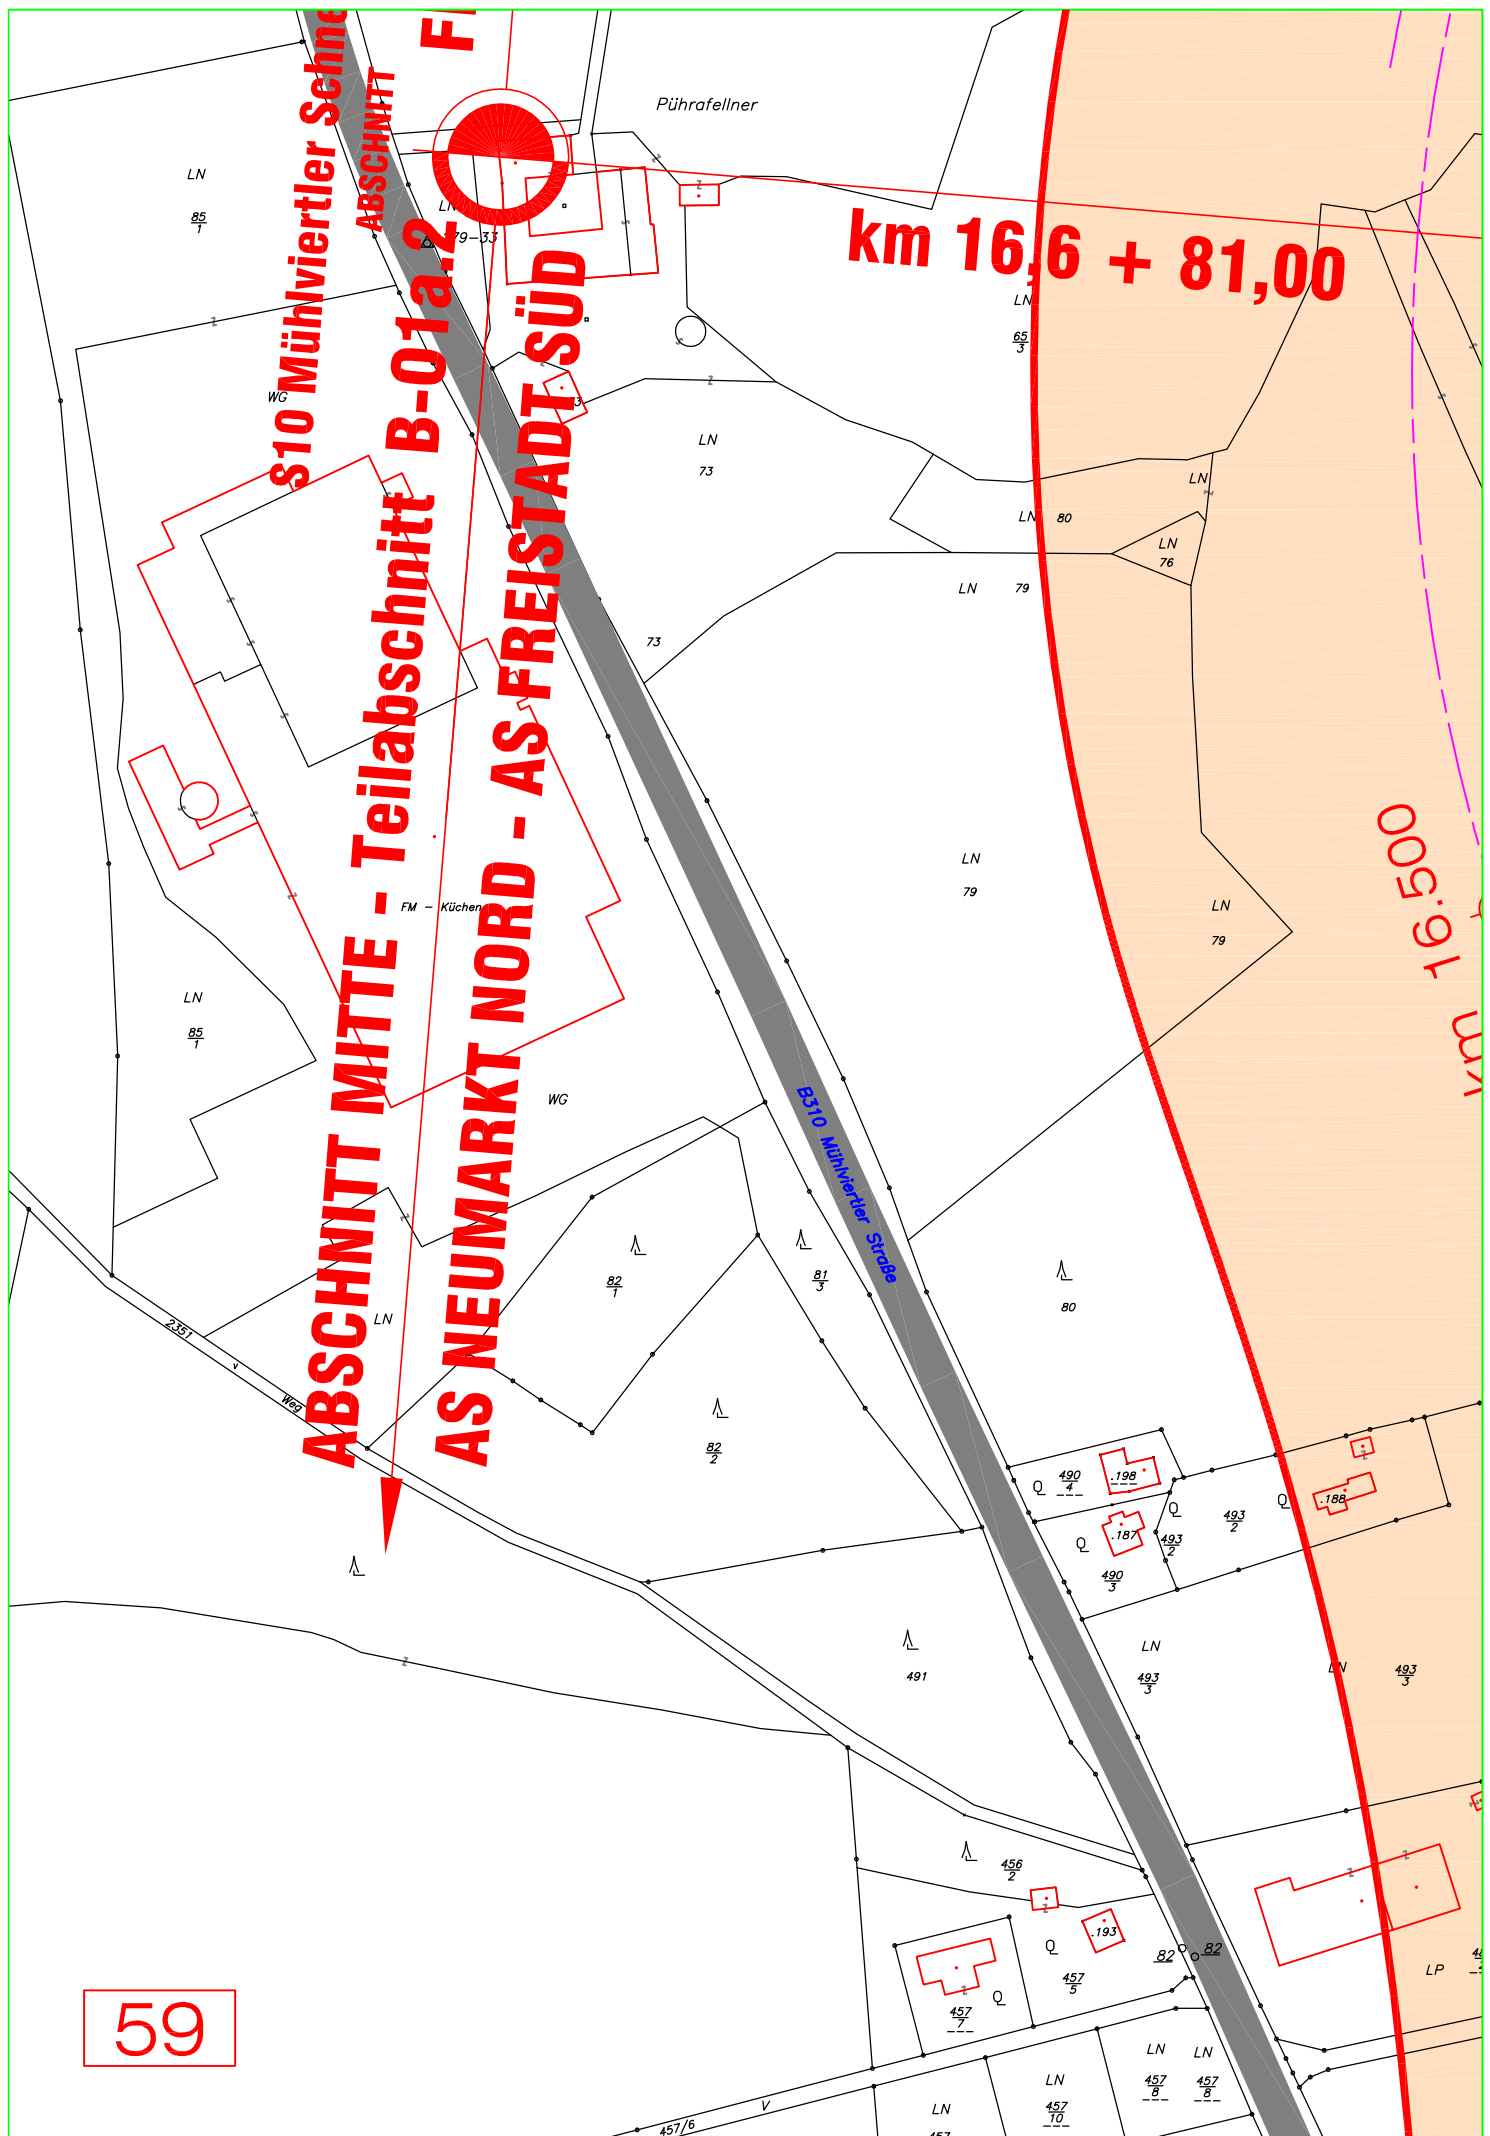 Pührafellner
ABSCHNITT
LN
85
1
LN
79-33
km 16,6 + 81,00
LN
65
3
WG
73
LN
73
LN
LN
80
LN
76
LN
79
73
S10 Mühlviertler
ABSCHNITT MITTE - Teilabschnitt B-01a.2
AS NEUMARKT NORD - AS FREISTADT SÜD
LN
79
LN
79
km 16.500
FM - Küchen
LN
85
1
WG
B310 Mühlviertler Straße
82
1
81
3
80
LN
2351
v
Weg
82
2
Q
490
4
.198
Q
.187
490
3
Q
493
2
493
2
Q
.188
491
LN
493
3
LN
493
3
456
2
.193
Q
457
5
Q
457
7
82
82
LP
59
LN
457
8
LN
457
8
LN
457
10
LN
457/6
V